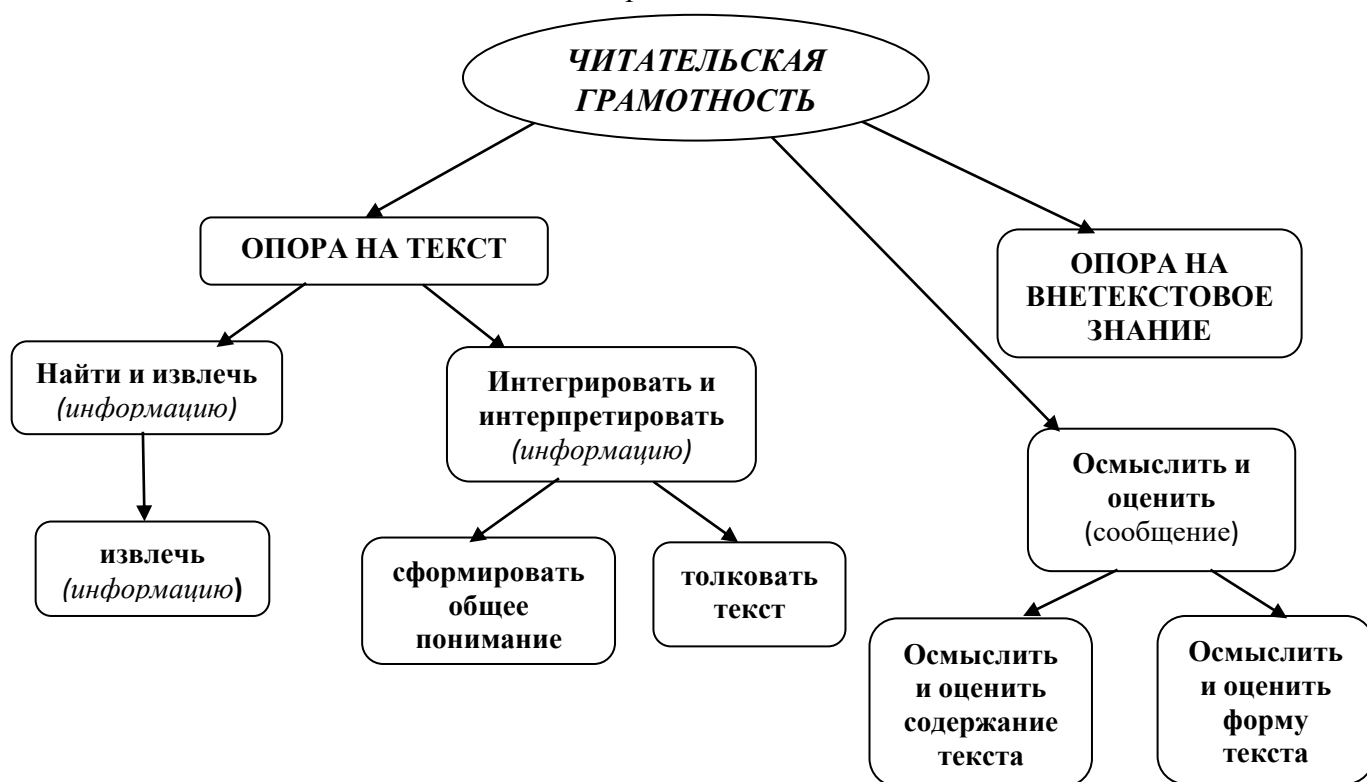 ЧИТАТЕЛЬСКАЯ
ГРАМОТНОСТЬ
ОПОРА НА ТЕКСТ
ОПОРА НА
ВНЕТЕКСТОВОЕ
ЗНАНИЕ
Найти и извлечь
(информацию)
Интегрировать и
интерпретировать
(информацию)
Осмыслить и
оценить
(сообщение)
извлечь
(информацию)
сформировать
общее
понимание
толковать
текст
Осмыслить
и оценить
содержание
текста
Осмыслить
и оценить
форму
текста